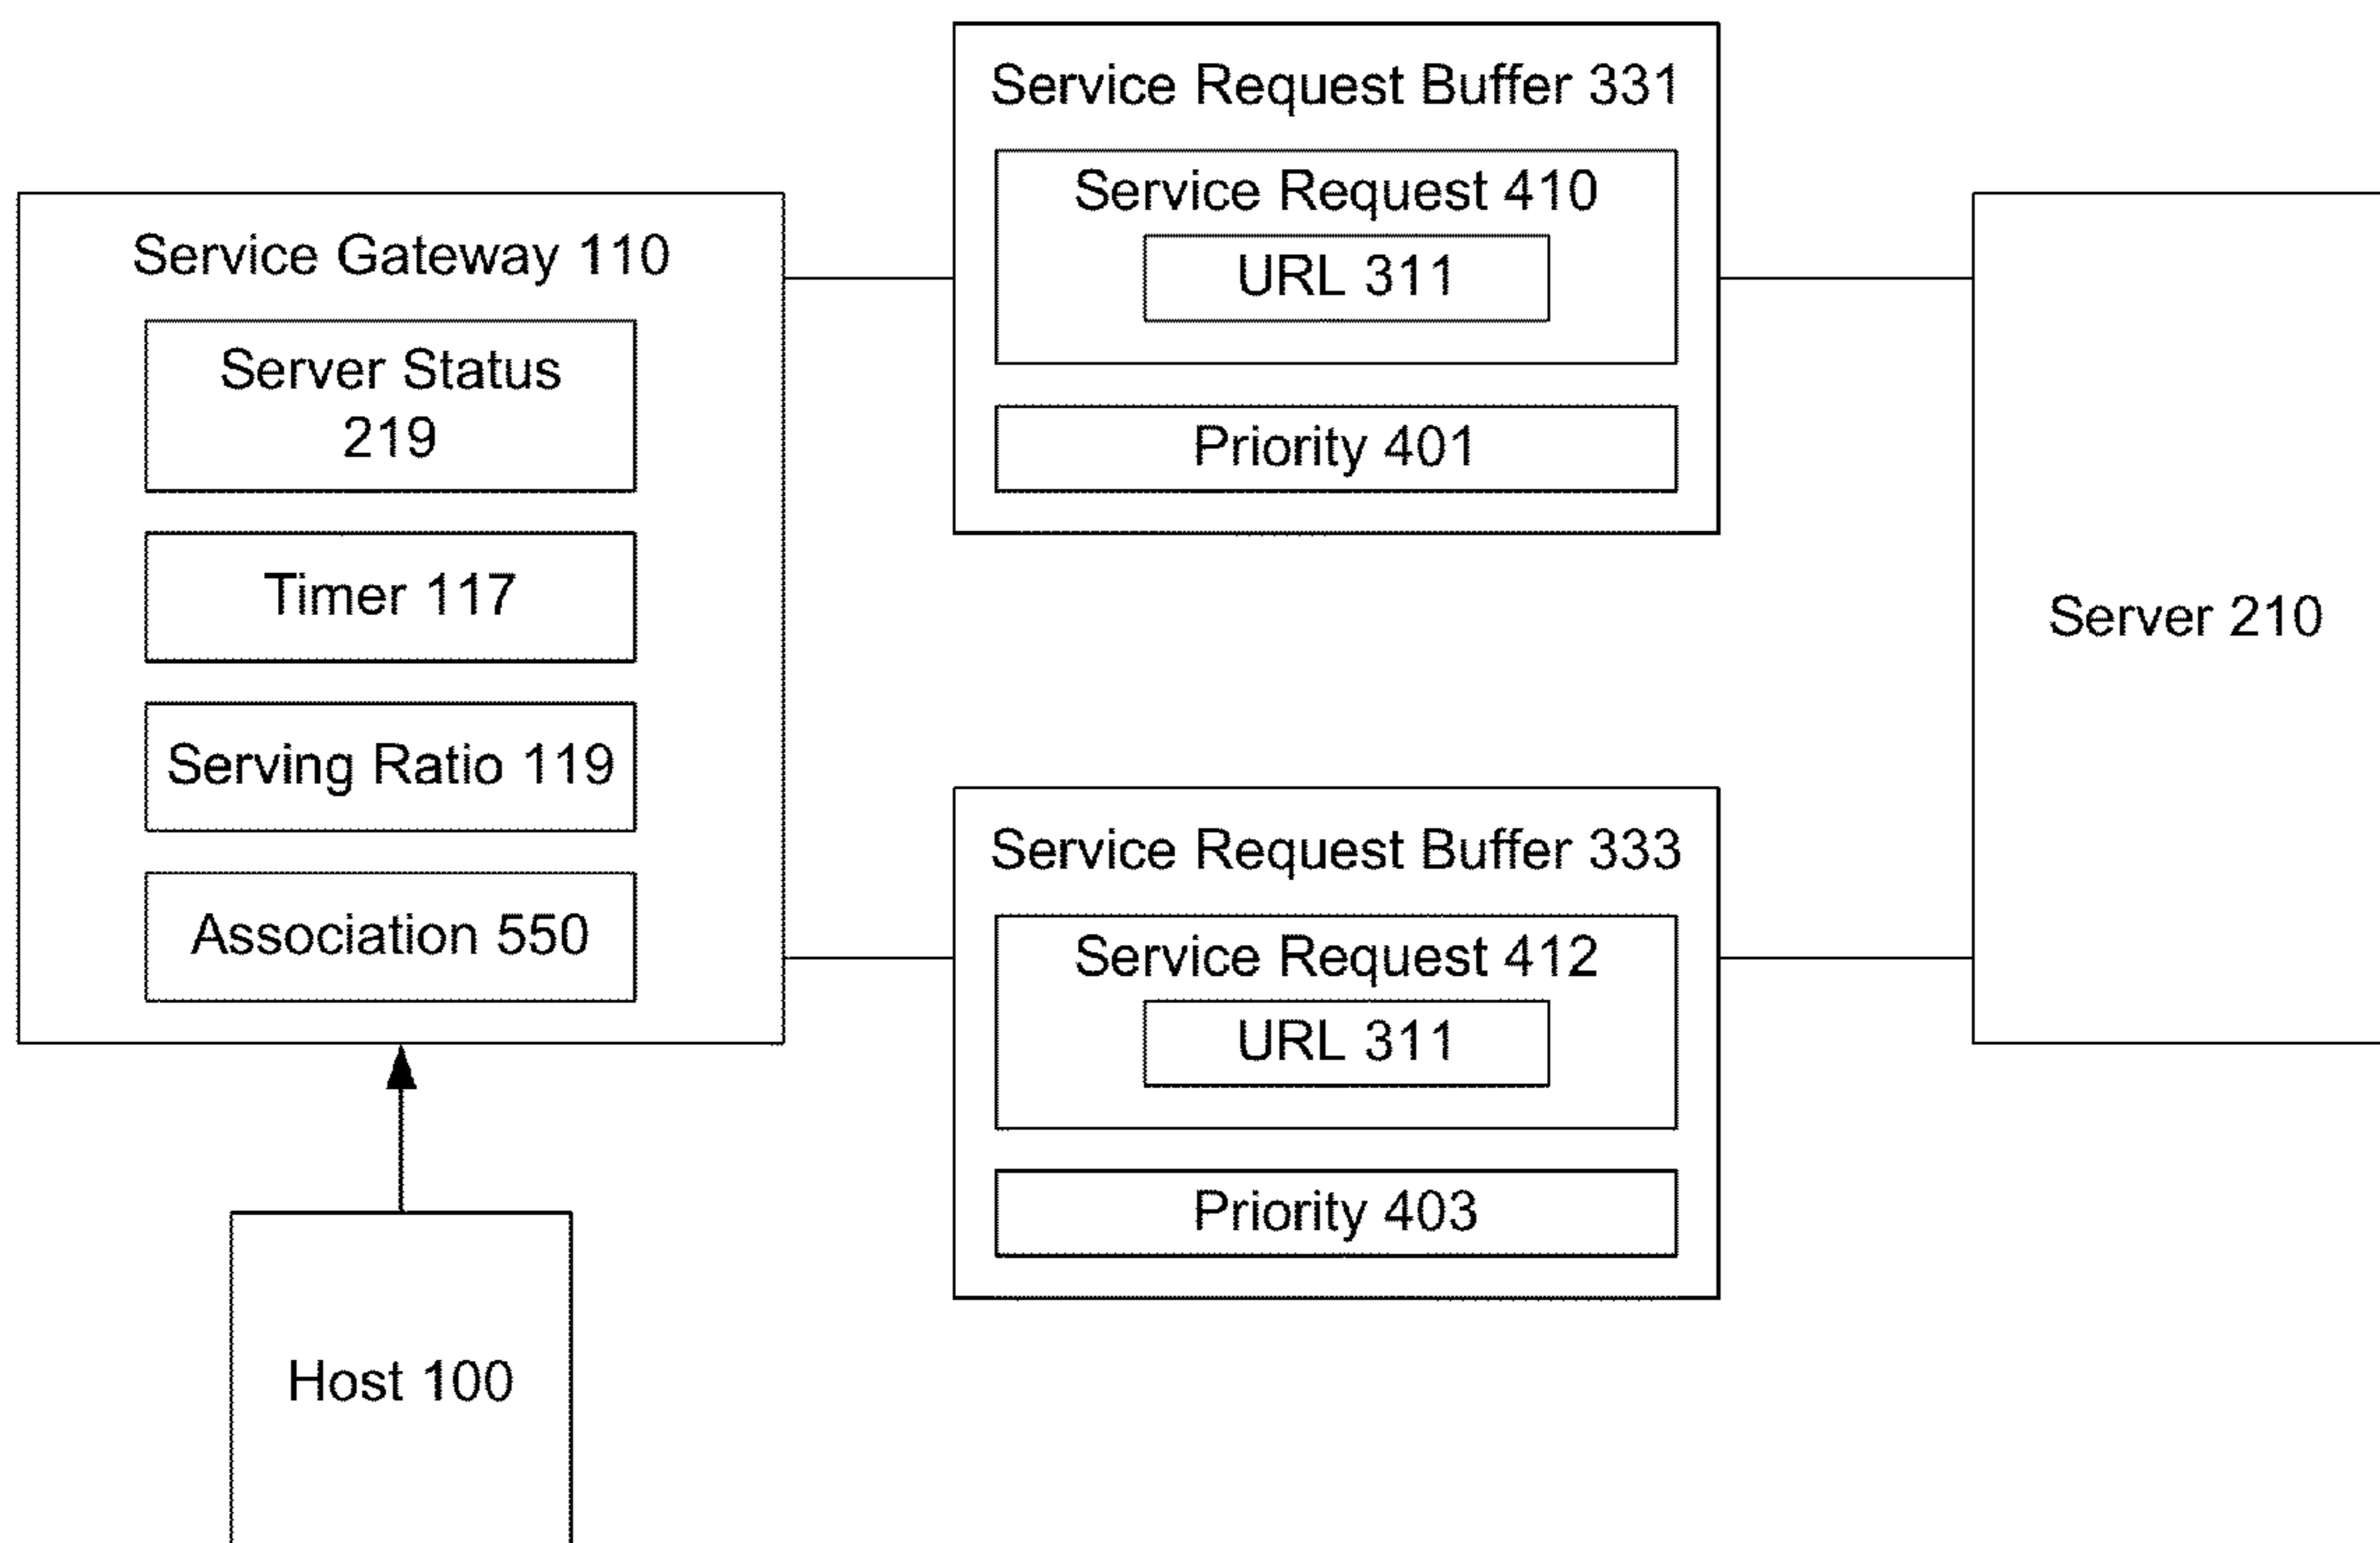 Service Gateway 110
Server Status
219
Timer 117
Serving Ratio 119
Association 550
Host 100
Service Request Buffer 331
Service Request 410
URL 311
Priority 401
Service Request Buffer 333
Service Request 412
URL 311
Priority 403
Server 210